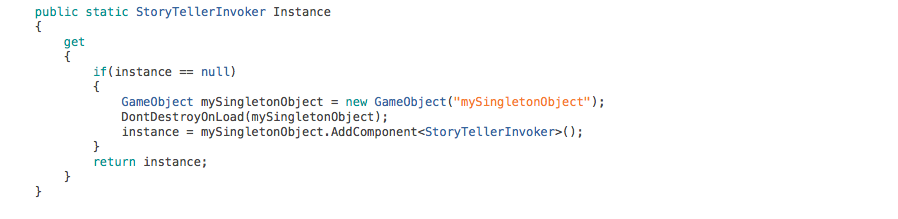 public static StoryTellerInvoker Instance
{
get
{
if(instance == null)
{
GameObject mySingletonObject = new GameObject("mySingletonObject");
DontDestroyOnLoad(mySingletonObject);
instance = mySingletonObject.AddComponent<StoryTellerInvoker>();
}
return instance;
}
}